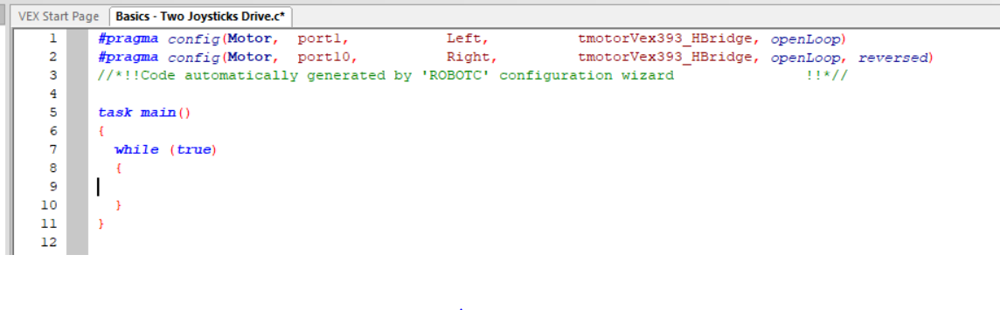 VEX Start Page Basics - Two Joysticks Drive.c*
1 #pragma config(Motor, port1, Left, tmotorVex393_HBridge, openLoop)
2 #pragma config(Motor, port10, Right, tmotorVex393_HBridge, openLoop, reversed)
3 //*!!Code automatically generated by 'ROBOTC' configuration wizard !!*//
4
5 task main()
6 {
7 while (true)
8 {
9
10 }
11 }
12